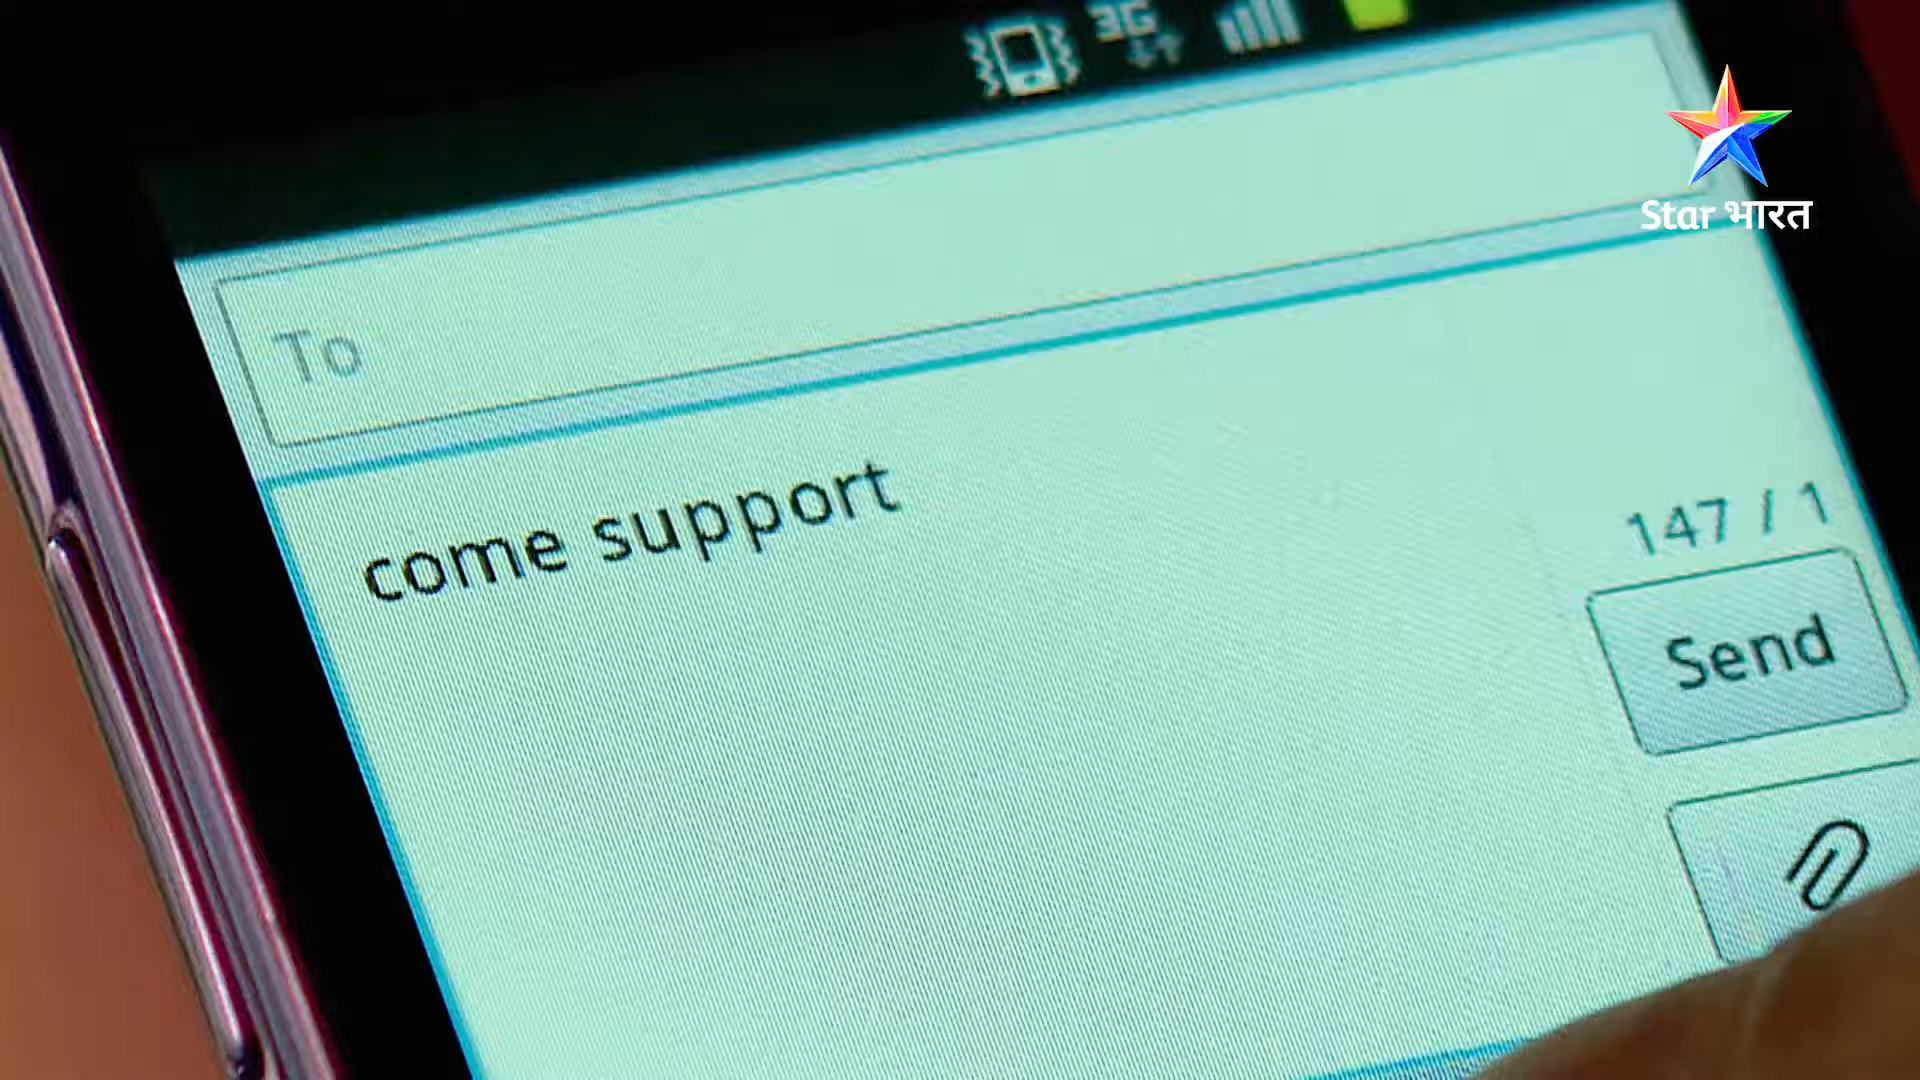 3G
Star भारत
To
come support
147 / 1
Send